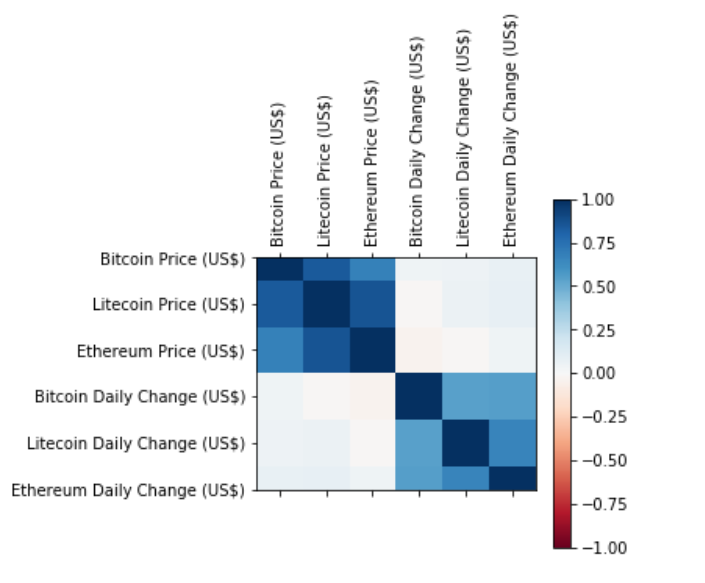 Bitcoin Price (US$)
Litecoin Price (US$)
Ethereum Price (US$)
Bitcoin Daily Change (US$)
Litecoin Daily Change (US$)
Ethereum Daily Change (US$)
Bitcoin Price (US$)
Litecoin Price (US$)
Ethereum Price (US$)
Bitcoin Daily Change (US$)
Litecoin Daily Change (US$)
Ethereum Daily Change (US$)
1.00
0.75
0.50
0.25
0.00
−0.25
−0.50
−0.75
−1.00